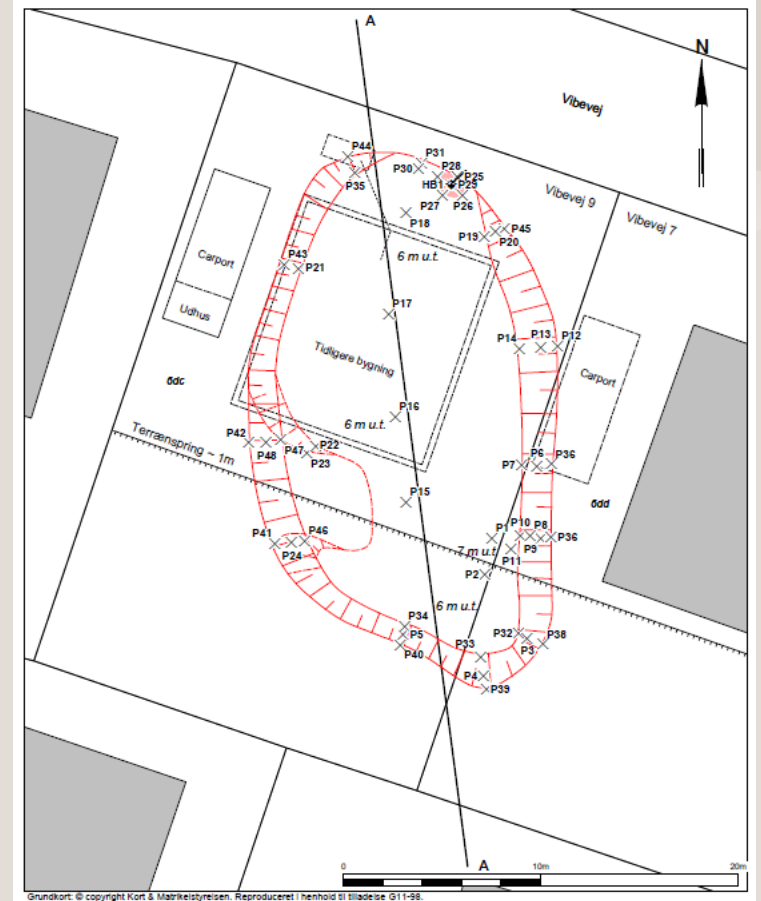 A
N
Vibevej
P44
P31
P30
P28
P25
P35
HB1
P29
P27
P26
Vibevej 9
Vibevej 7
P18
P19
P20
P45
6 m u.t.
Carport
P43
P21
Udhus
P17
P14
P13
P12
Tidligere bygning
Carport
6dc
P16
6 m u.t.
Terrænspring ~ 1m
P42
P48
P47
P22
P23
P7
P6
P36
6dd
P15
P41
P24
P46
P1
P10
P8
P9
P36
P11
7 m u.t.
P2
6 m u.t.
P34
P5
P40
P33
P32
P3
P38
P4
P39
A
0
10m
20m
Grundkort: © copyright Kort & Matrikelstyrelsen. Reproduceret i henhold til tilladelse G11-98.